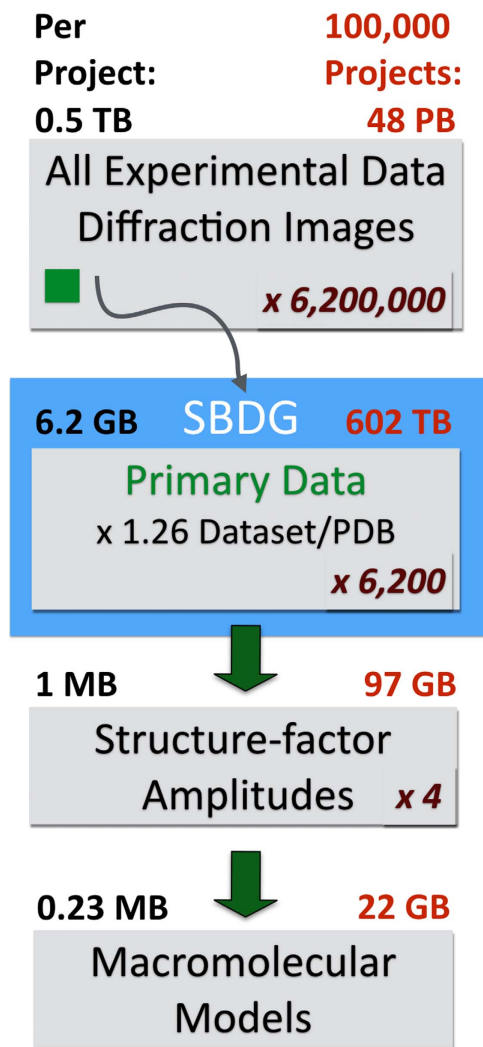 Per 100,000
Project: Projects:
0.5 TB 48 PB
All Experimental Data
Diffraction Images
x 6,200,000
6.2 GB SBDG 602 TB
Primary Data
x 1.26 Dataset/PDB
x 6,200
1 MB 97 GB
Structure-factor
Amplitudes x 4
0.23 MB 22 GB
Macromolecular
Models